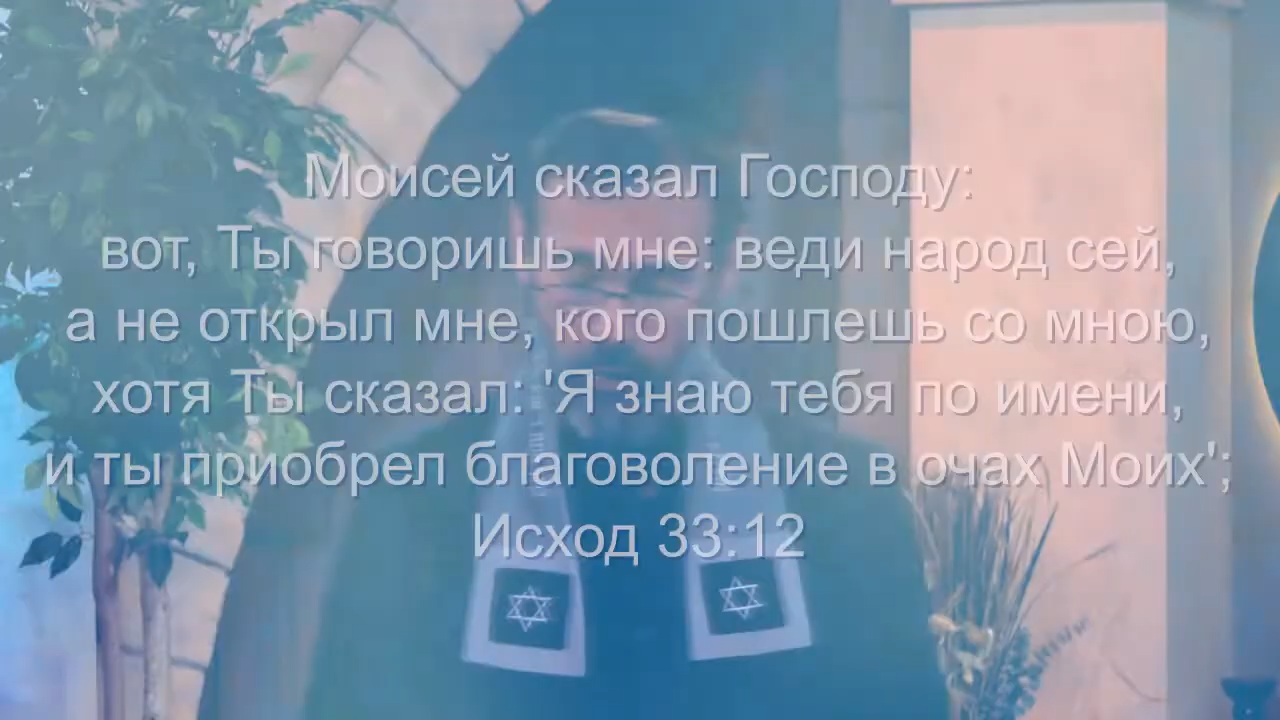 Моисей сказал Господу:
вот, Ты говоришь мне: веди народ сей,
а не открыл мне, кого пошлешь со мною,
хотя Ты сказал: 'Я знаю тебя по имени,
и ты приобрел благоволение в очах Моих';
Исход 33:12